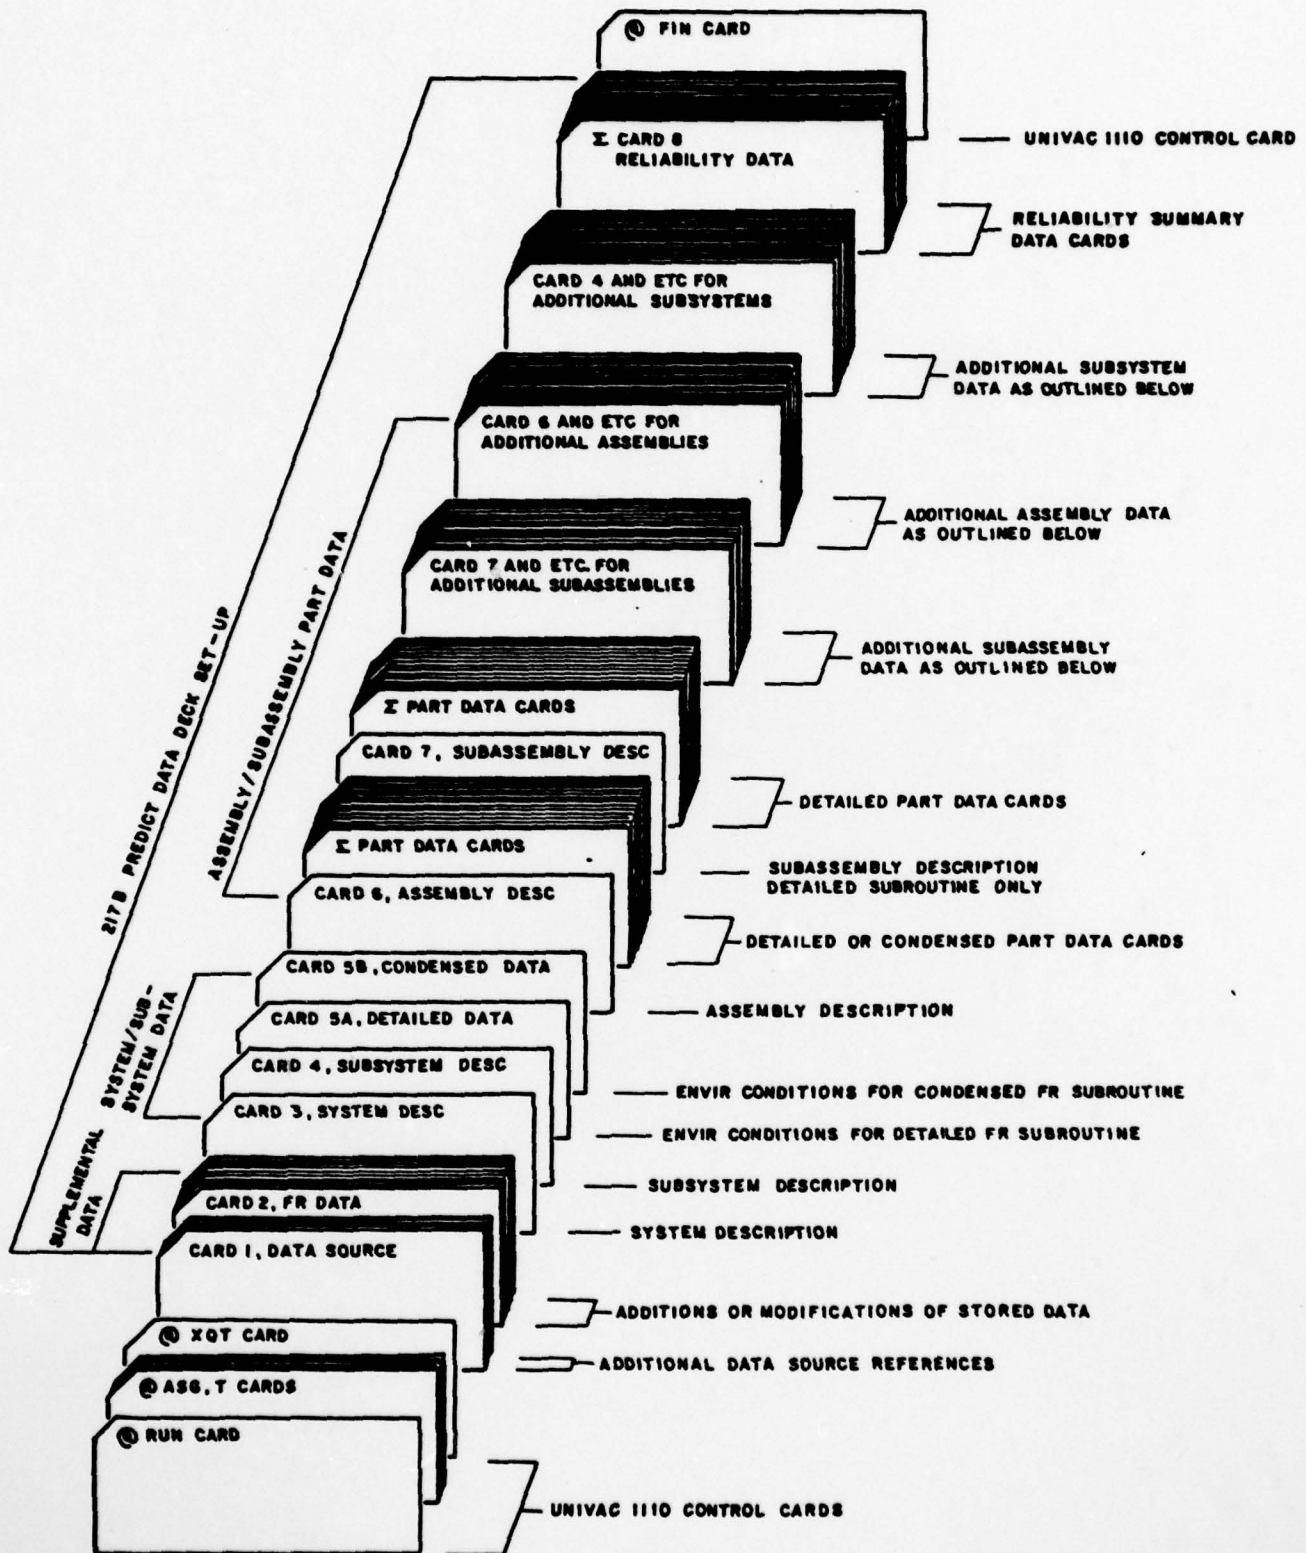 @ FIN CARD
UNIVAC 1110 CONTROL CARD
Σ CARD 8
RELIABILITY DATA
RELIABILITY SUMMARY
DATA CARDS
CARD 4 AND ETC FOR
ADDITIONAL SUBSYSTEMS
ADDITIONAL SUBSYSTEM
DATA AS OUTLINED BELOW
CARD 6 AND ETC FOR
ADDITIONAL ASSEMBLIES
ADDITIONAL ASSEMBLY DATA
AS OUTLINED BELOW
CARD 7 AND ETC. FOR
ADDITIONAL SUBASSEMBLIES
ADDITIONAL SUBASSEMBLY
DATA AS OUTLINED BELOW
Σ PART DATA CARDS
CARD 7, SUBASSEMBLY DESC
DETAILED PART DATA CARDS
Σ PART DATA CARDS
SUBASSEMBLY DESCRIPTION
DETAILED SUBROUTINE ONLY
CARD 6, ASSEMBLY DESC
DETAILED OR CONDENSED PART DATA CARDS
CARD 5B, CONDENSED DATA
ASSEMBLY DESCRIPTION
CARD 5A, DETAILED DATA
CARD 4, SUBSYSTEM DESC
ENVIR CONDITIONS FOR CONDENSED FR SUBROUTINE
CARD 3, SYSTEM DESC
ENVIR CONDITIONS FOR DETAILED FR SUBROUTINE
SUBSYSTEM DESCRIPTION
CARD 2, FR DATA
SYSTEM DESCRIPTION
CARD 1, DATA SOURCE
ADDITIONS OR MODIFICATIONS OF STORED DATA
@ XQT CARD
ADDITIONAL DATA SOURCE REFERENCES
@ ASG, T CARDS
@ RUN CARD
UNIVAC 1110 CONTROL CARDS
217B PREDICT DATA DECK SET-UP
ASSEMBLY/SUBASSEMBLY PART DATA
SYSTEM/SUB-
SYSTEM DATA
SUPPLEMENTAL
DATA